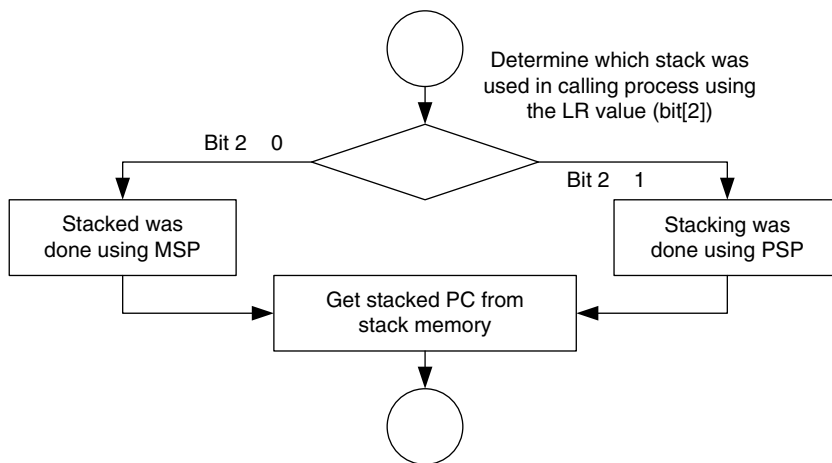 Determine which stack was
used in calling process using
the LR value (bit[2])
Bit 2 0
Bit 2 1
Stacked was
done using MSP
Stacking was
done using PSP
Get stacked PC from
stack memory